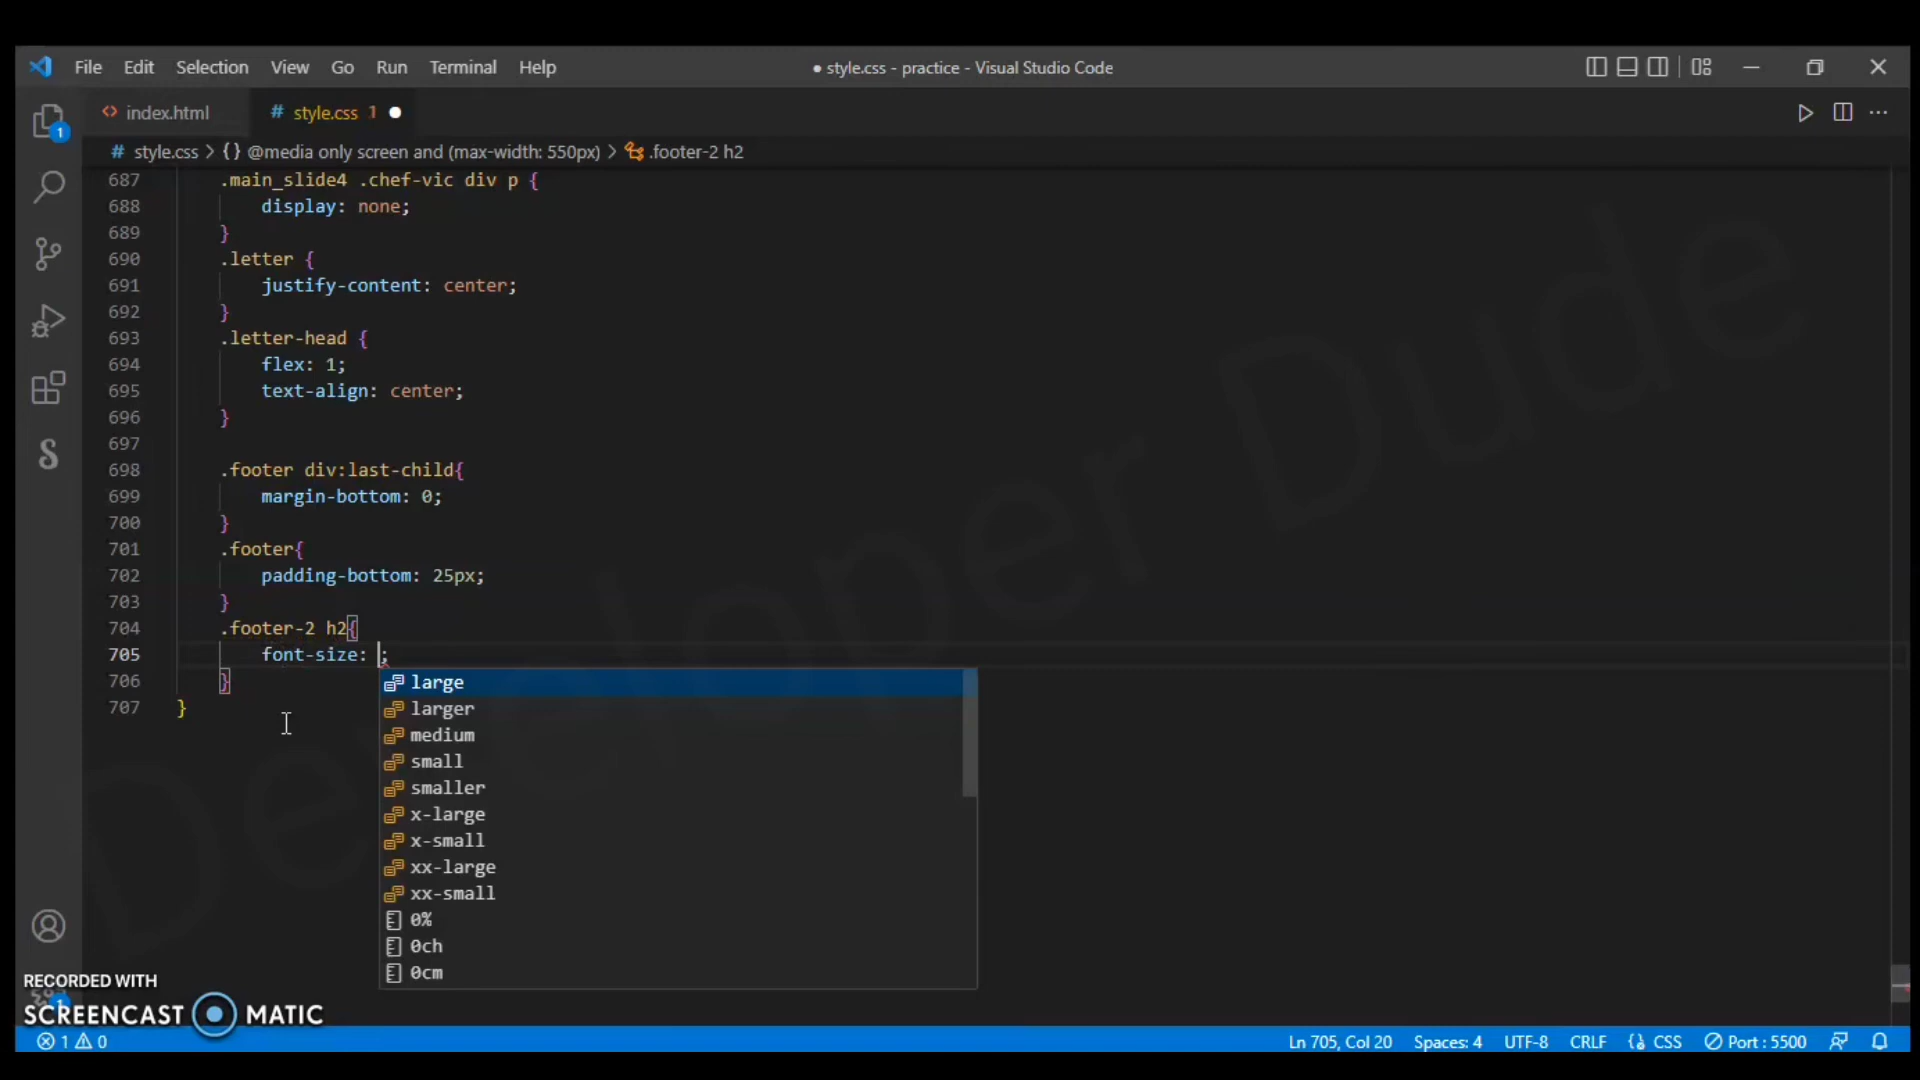 File Edit Selection View Go Run Terminal Help
● style.css - practice - Visual Studio Code
index.html
# style.css 1 ●
# style.css > {} @media only screen and (max-width: 550px) > .footer-2 h2
687 .main_slide4 .chef-vic div p {
688 display: none;
689 }
690 .letter {
691 justify-content: center;
692 }
693 .letter-head {
694 flex: 1;
695 text-align: center;
696 }
697
698 .footer div:last-child{
699 margin-bottom: 0;
700 }
701 .footer{
702 padding-bottom: 25px;
703 }
704 .footer-2 h2{
705 font-size: ;
706 }
707 }
large
larger
medium
small
smaller
x-large
x-small
xx-large
xx-small
0%
0ch
0cm
1
Developer Dude
RECORDED WITH
SCREENCAST MATIC
1
1 0
Ln 705, Col 20 Spaces: 4 UTF-8 CRLF CSS Port : 5500